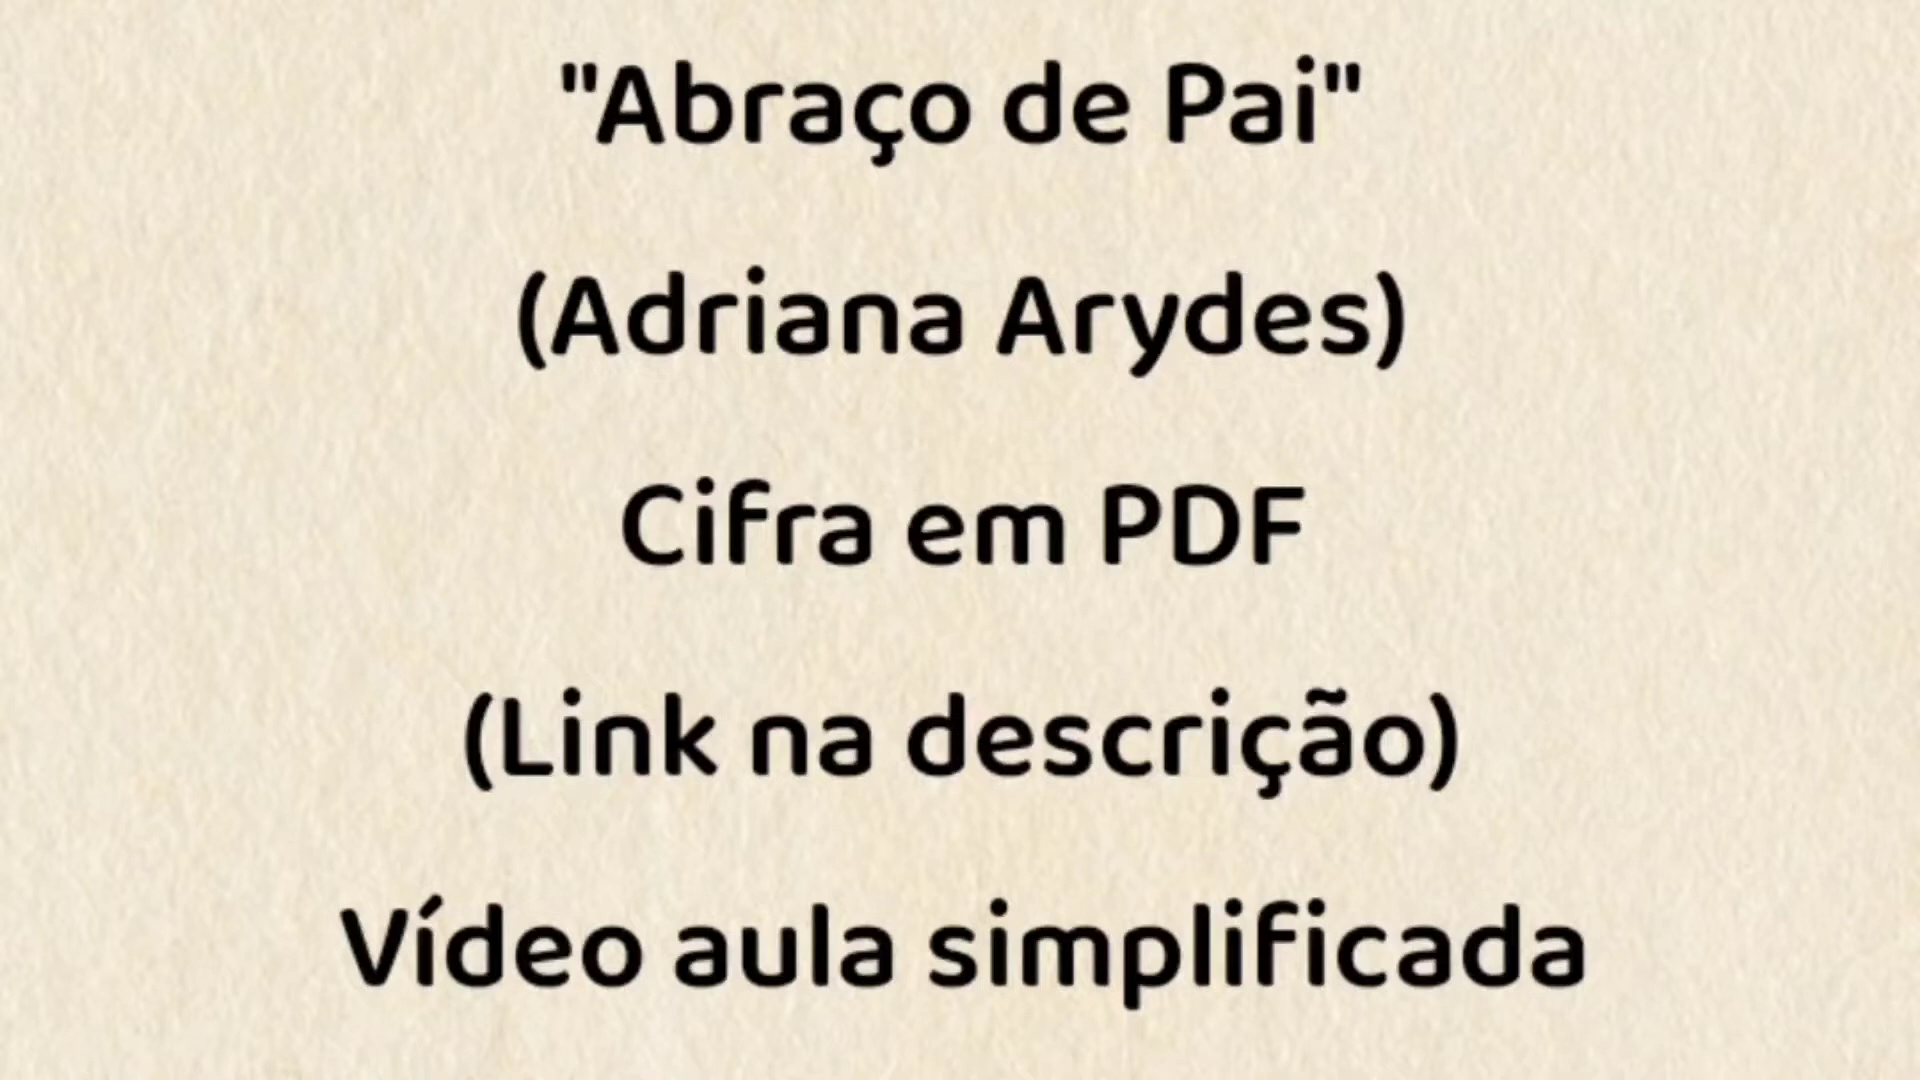 "Abraço de Pai"
(Adriana Arydes)
Cifra em PDF
(Link na descrição)
Vídeo aula simplificada